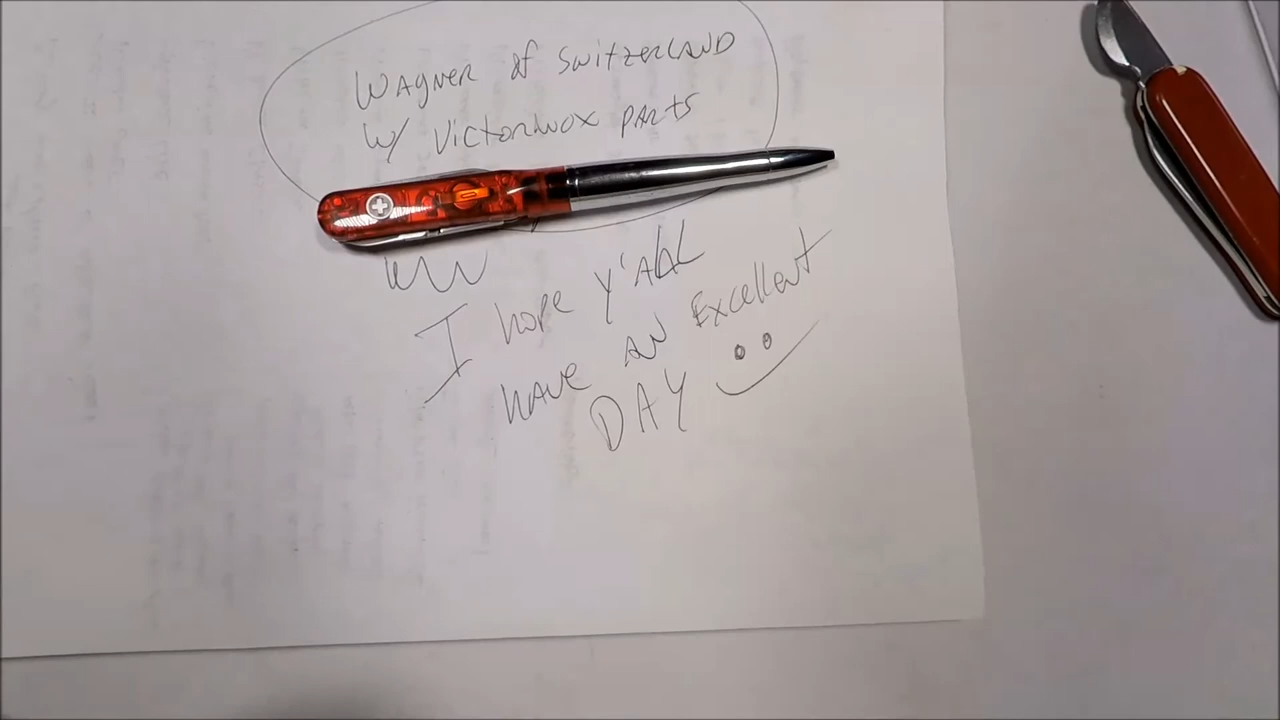 WAGNER of SWITZERLAND
w/ Victorinox PARTS
I hope Y'ALL
HAVE AN Excellent
DAY